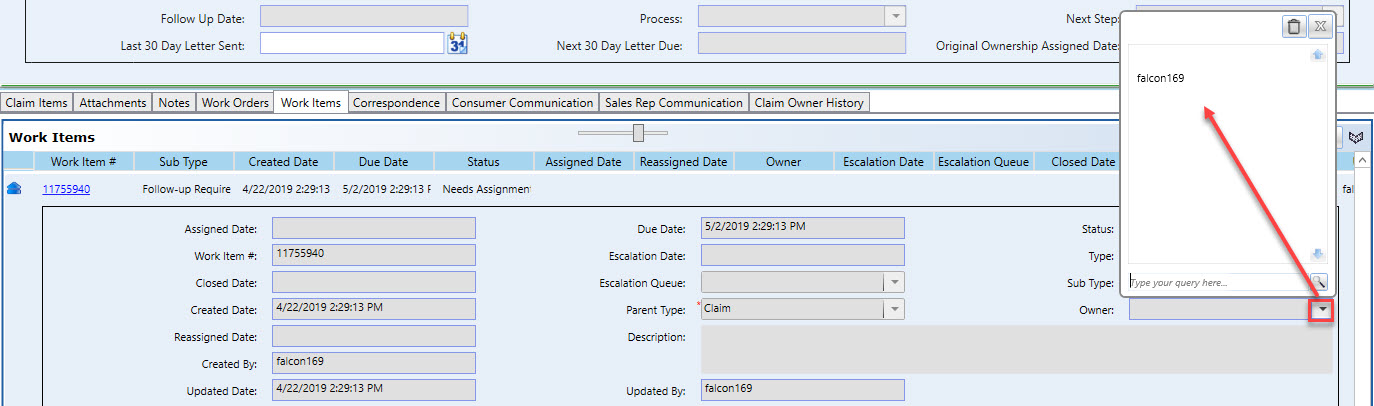 Follow Up Date: Process: Next Step:
Last 30 Day Letter Sent: 31 Next 30 Day Letter Due: Original Ownership Assigned Date:
falcon169
Type your query here...
Claim Items Attachments Notes Work Orders Work Items Correspondence Consumer Communication Sales Rep Communication Claim Owner History
Work Items
Work Item # Sub Type Created Date Due Date Status Assigned Date Reassigned Date Owner Escalation Date Escalation Queue Closed Date
11755940 Follow-up Require 4/22/2019 2:29:13 5/2/2019 2:29:13 P Needs Assignment fal
Assigned Date: Due Date: 5/2/2019 2:29:13 PM Status:
Work Item #: 11755940 Escalation Date: Type:
Closed Date: Escalation Queue: Sub Type:
Created Date: 4/22/2019 2:29:13 PM * Parent Type: Claim Owner:
Reassigned Date: Description:
Created By: falcon169
Updated Date: 4/22/2019 2:29:13 PM Updated By: falcon169